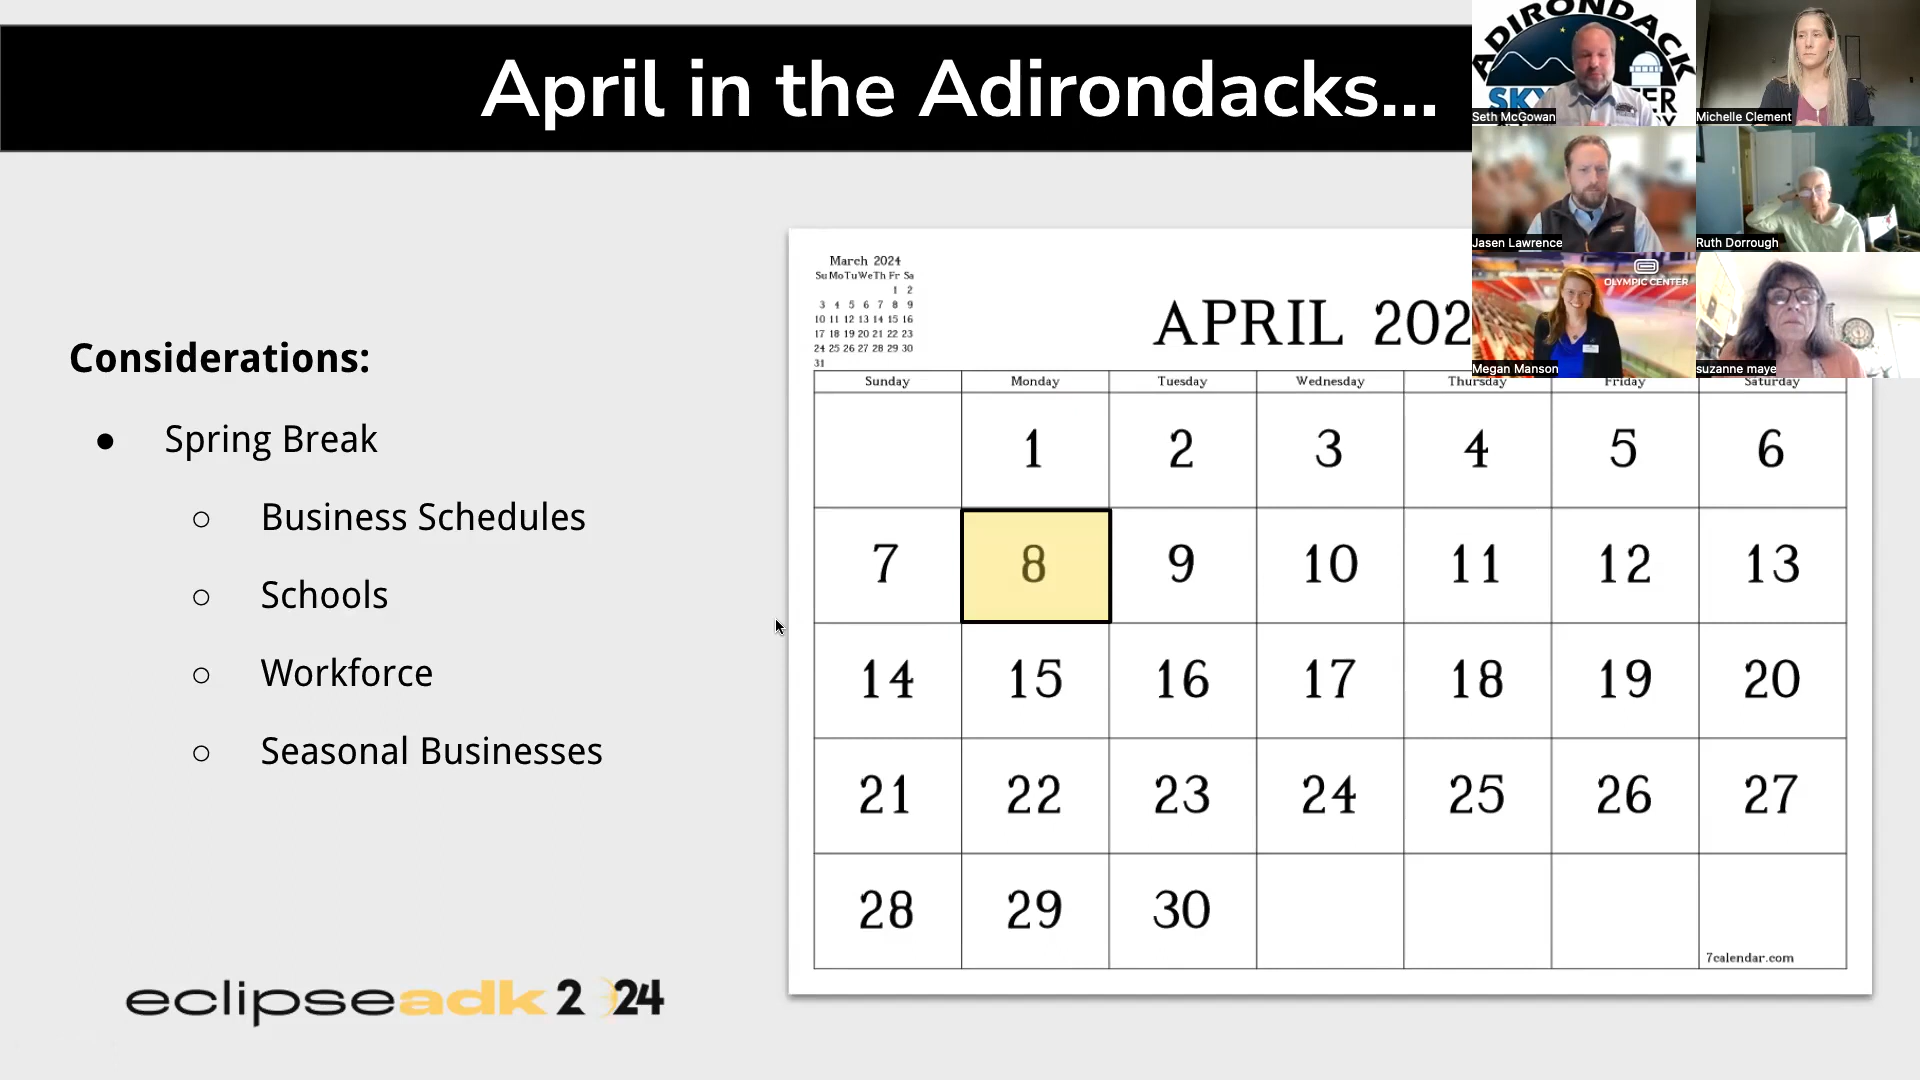 April in the Adirondacks...
ADIRONDACK
SKY
TER
Seth McGowan
Michelle Clement
Jasen Lawrence
Ruth Dorrough
OLYMPIC CENTER
Megan Manson
suzanne maye
Considerations:
● Spring Break
○ Business Schedules
○ Schools
○ Workforce
○ Seasonal Businesses
eclipseadk 2 24
March 2024
Su Mo Tu We Th Fr Sa
1 2
3 4 5 6 7 8 9
10 11 12 13 14 15 16
17 18 19 20 21 22 23
24 25 26 27 28 29 30
31
APRIL 202
Sunday Monday Tuesday Wednesday Thursday Friday Saturday
1 2 3 4 5 6
7 8 9 10 11 12 13
14 15 16 17 18 19 20
21 22 23 24 25 26 27
28 29 30
7calendar.com